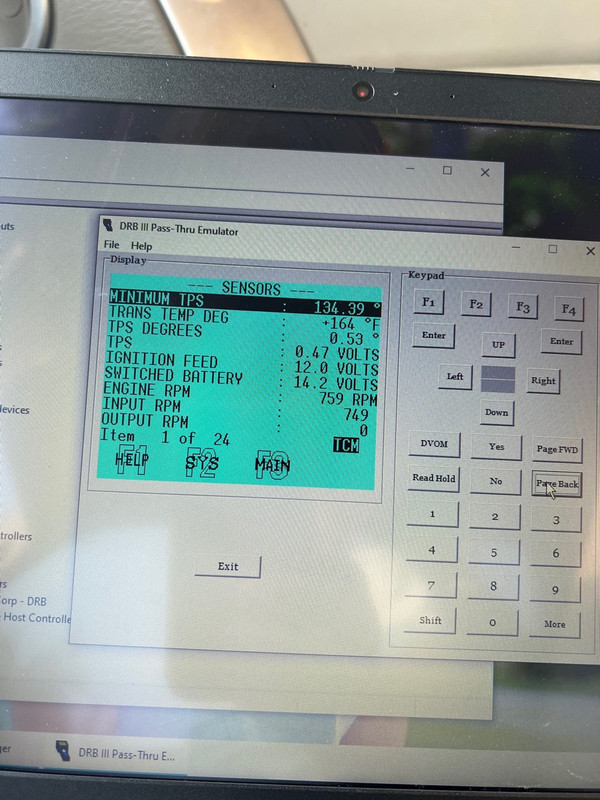 uts
DRB III Pass-Thru Emulator
File Help
Display
--- SENSORS ---
MINIMUM TPS : 134.39 °
TRANS TEMP DEG : +164 °F
TPS DEGREES : 0.53 °
TPS : 0.47 VOLTS
IGNITION FEED : 12.0 VOLTS
SWITCHED BATTERY : 14.2 VOLTS
ENGINE RPM : 759 RPM
INPUT RPM : 749
OUTPUT RPM : 0
Item 1 of 24 TCM
F1 F2 F3
HELP SYS MAIN
Exit
Keypad
F1 F2 F3 F4
Enter UP Enter
Left Right
Down
DVOM Yes Page FWD
Read Hold No Page Back
1 2 3
4 5 6
7 8 9
Shift 0 More
devices
trollers
rs
orp - DRB
Host Controlle
ger DRB III Pass-Thru E...